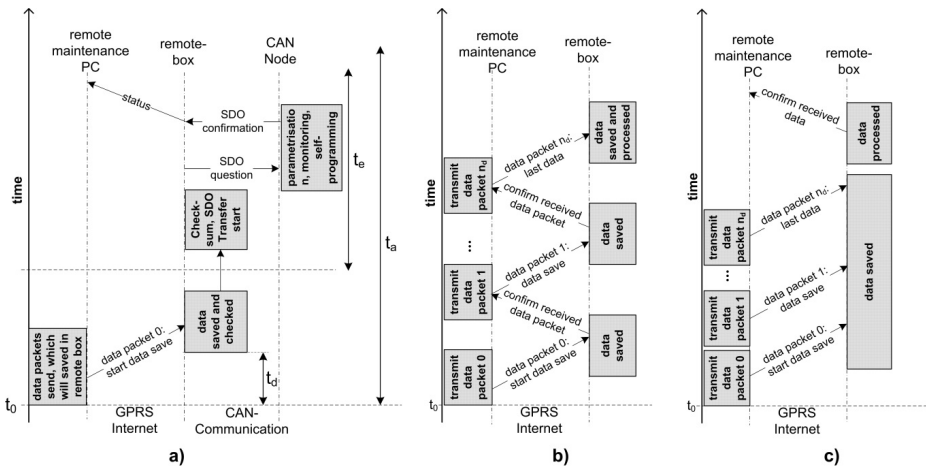 remote
maintenance
PC
remote-
box
CAN
Node
status
SDO
confirmation
SDO
question
parametrisatio
n, monitoring,
self-
programming
Check-
sum, SDO
Transfer
start
data
saved and
checked
data packets
send, which
will saved in
remote box
data packet 0:
start data save
time
t0
td
te
ta
GPRS
Internet
CAN-
Communication
a)
remote
maintenance
PC
remote-
box
data
saved and
processed
data packet nd:
last data
transmit
data
packet nd
confirm received
data packet
data
saved
...
data packet 1:
data save
transmit
data
packet 1
confirm received
data packet
data
saved
data packet 0:
start data save
transmit
data
packet 0
time
t0
GPRS
Internet
b)
remote
maintenance
PC
remote-
box
confirm received
data
data
processed
data packet nd:
last data
transmit
data
packet nd
...
data packet 1:
data save
transmit
data
packet 1
data saved
data packet 0:
start data save
transmit
data
packet 0
time
t0
GPRS
Internet
c)